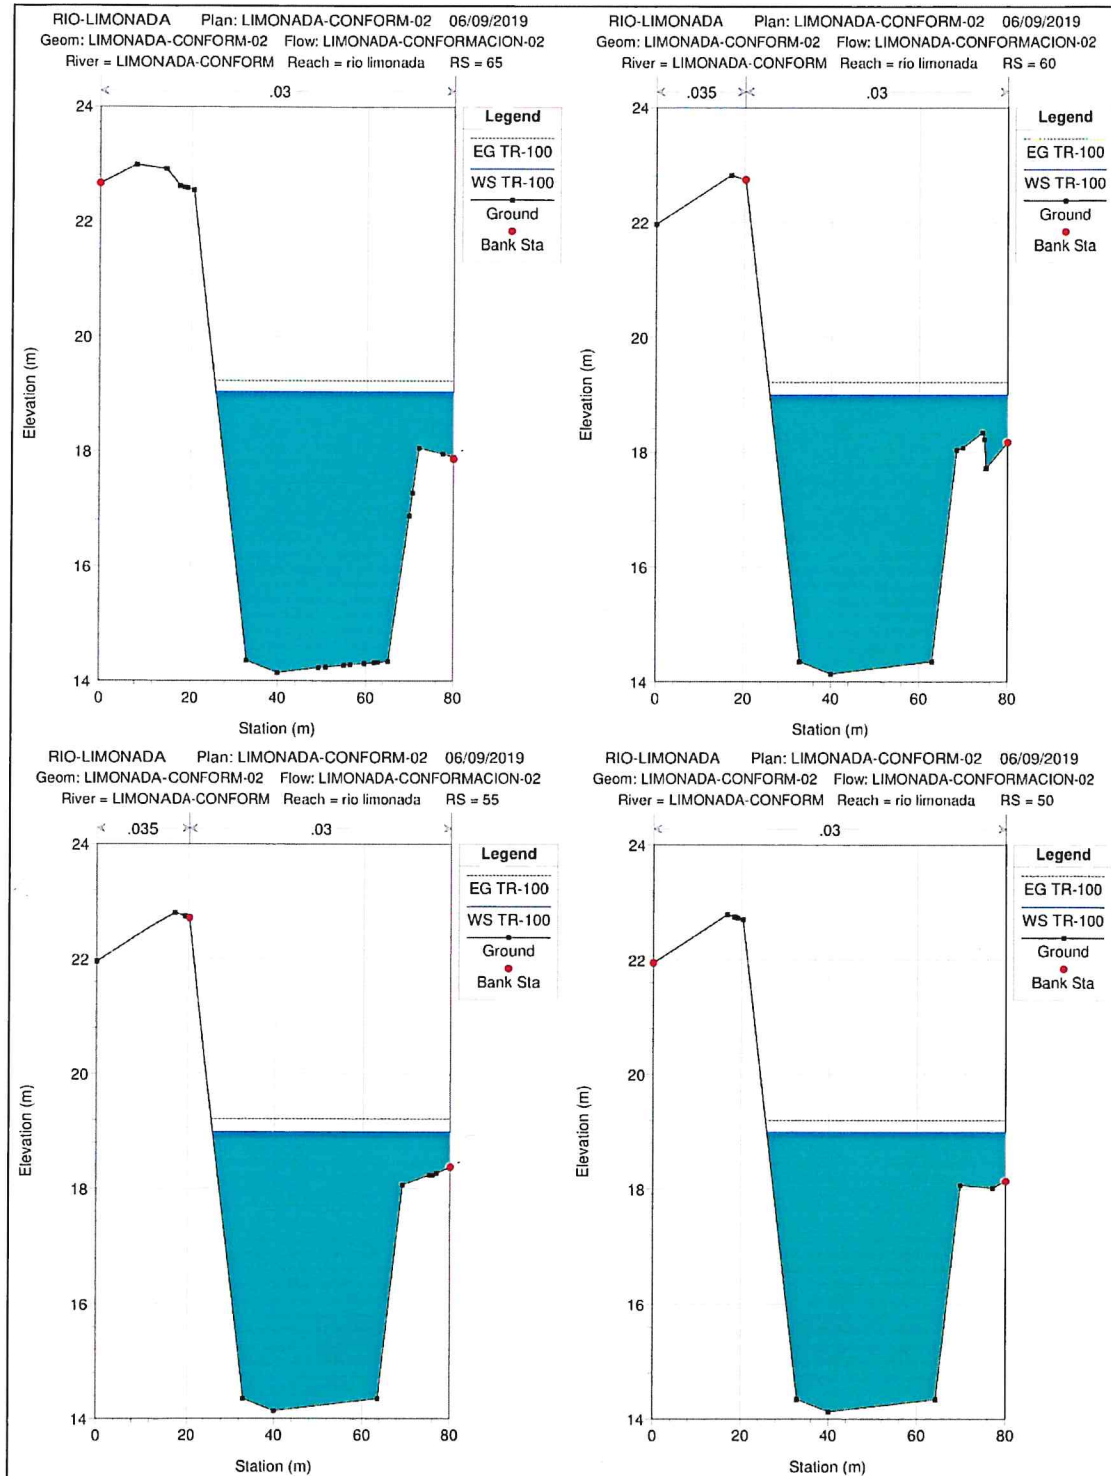 RIO-LIMONADA Plan: LIMONADA-CONFORM-02 06/09/2019
Geom: LIMONADA-CONFORM-02 Flow: LIMONADA-CONFORMACION-02
River = LIMONADA-CONFORM Reach = rio limonada RS = 65
.03
24
22
20
18
16
14
Elevation (m)
0 20 40 60 80
Station (m)
Legend
EG TR-100
WS TR-100
Ground
Bank Sta
RIO-LIMONADA Plan: LIMONADA-CONFORM-02 06/09/2019
Geom: LIMONADA-CONFORM-02 Flow: LIMONADA-CONFORMACION-02
River = LIMONADA-CONFORM Reach = rio limonada RS = 60
.035 .03
24
22
20
18
16
14
Elevation (m)
0 20 40 60 80
Station (m)
Legend
EG TR-100
WS TR-100
Ground
Bank Sta
RIO-LIMONADA Plan: LIMONADA-CONFORM-02 06/09/2019
Geom: LIMONADA-CONFORM-02 Flow: LIMONADA-CONFORMACION-02
River = LIMONADA-CONFORM Reach = rio limonada RS = 55
.035 .03
24
22
20
18
16
14
Elevation (m)
0 20 40 60 80
Station (m)
Legend
EG TR-100
WS TR-100
Ground
Bank Sta
RIO-LIMONADA Plan: LIMONADA-CONFORM-02 06/09/2019
Geom: LIMONADA-CONFORM-02 Flow: LIMONADA-CONFORMACION-02
River = LIMONADA-CONFORM Reach = rio limonada RS = 50
.03
24
22
20
18
16
14
Elevation (m)
0 20 40 60 80
Station (m)
Legend
EG TR-100
WS TR-100
Ground
Bank Sta